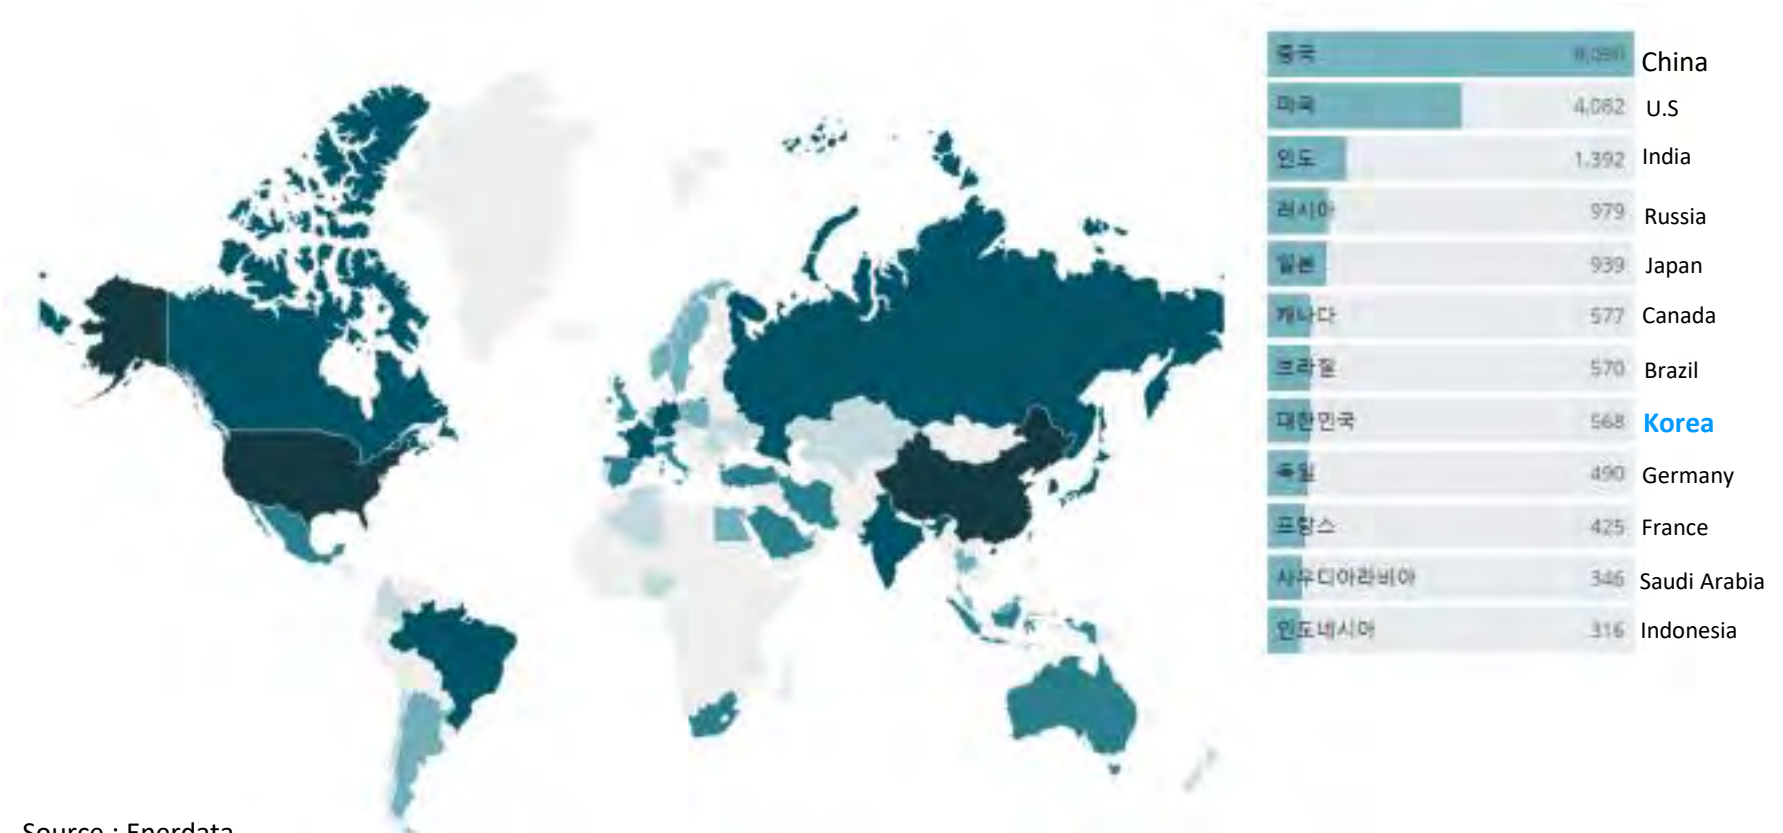 중국 China
미국 4,082 U.S
인도 1,392 India
러시아 979 Russia
일본 939 Japan
캐나다 577 Canada
브라질 570 Brazil
대한민국 568 Korea
독일 490 Germany
프랑스 425 France
사우디아라비아 346 Saudi Arabia
인도네시아 316 Indonesia
Source : Enerdata